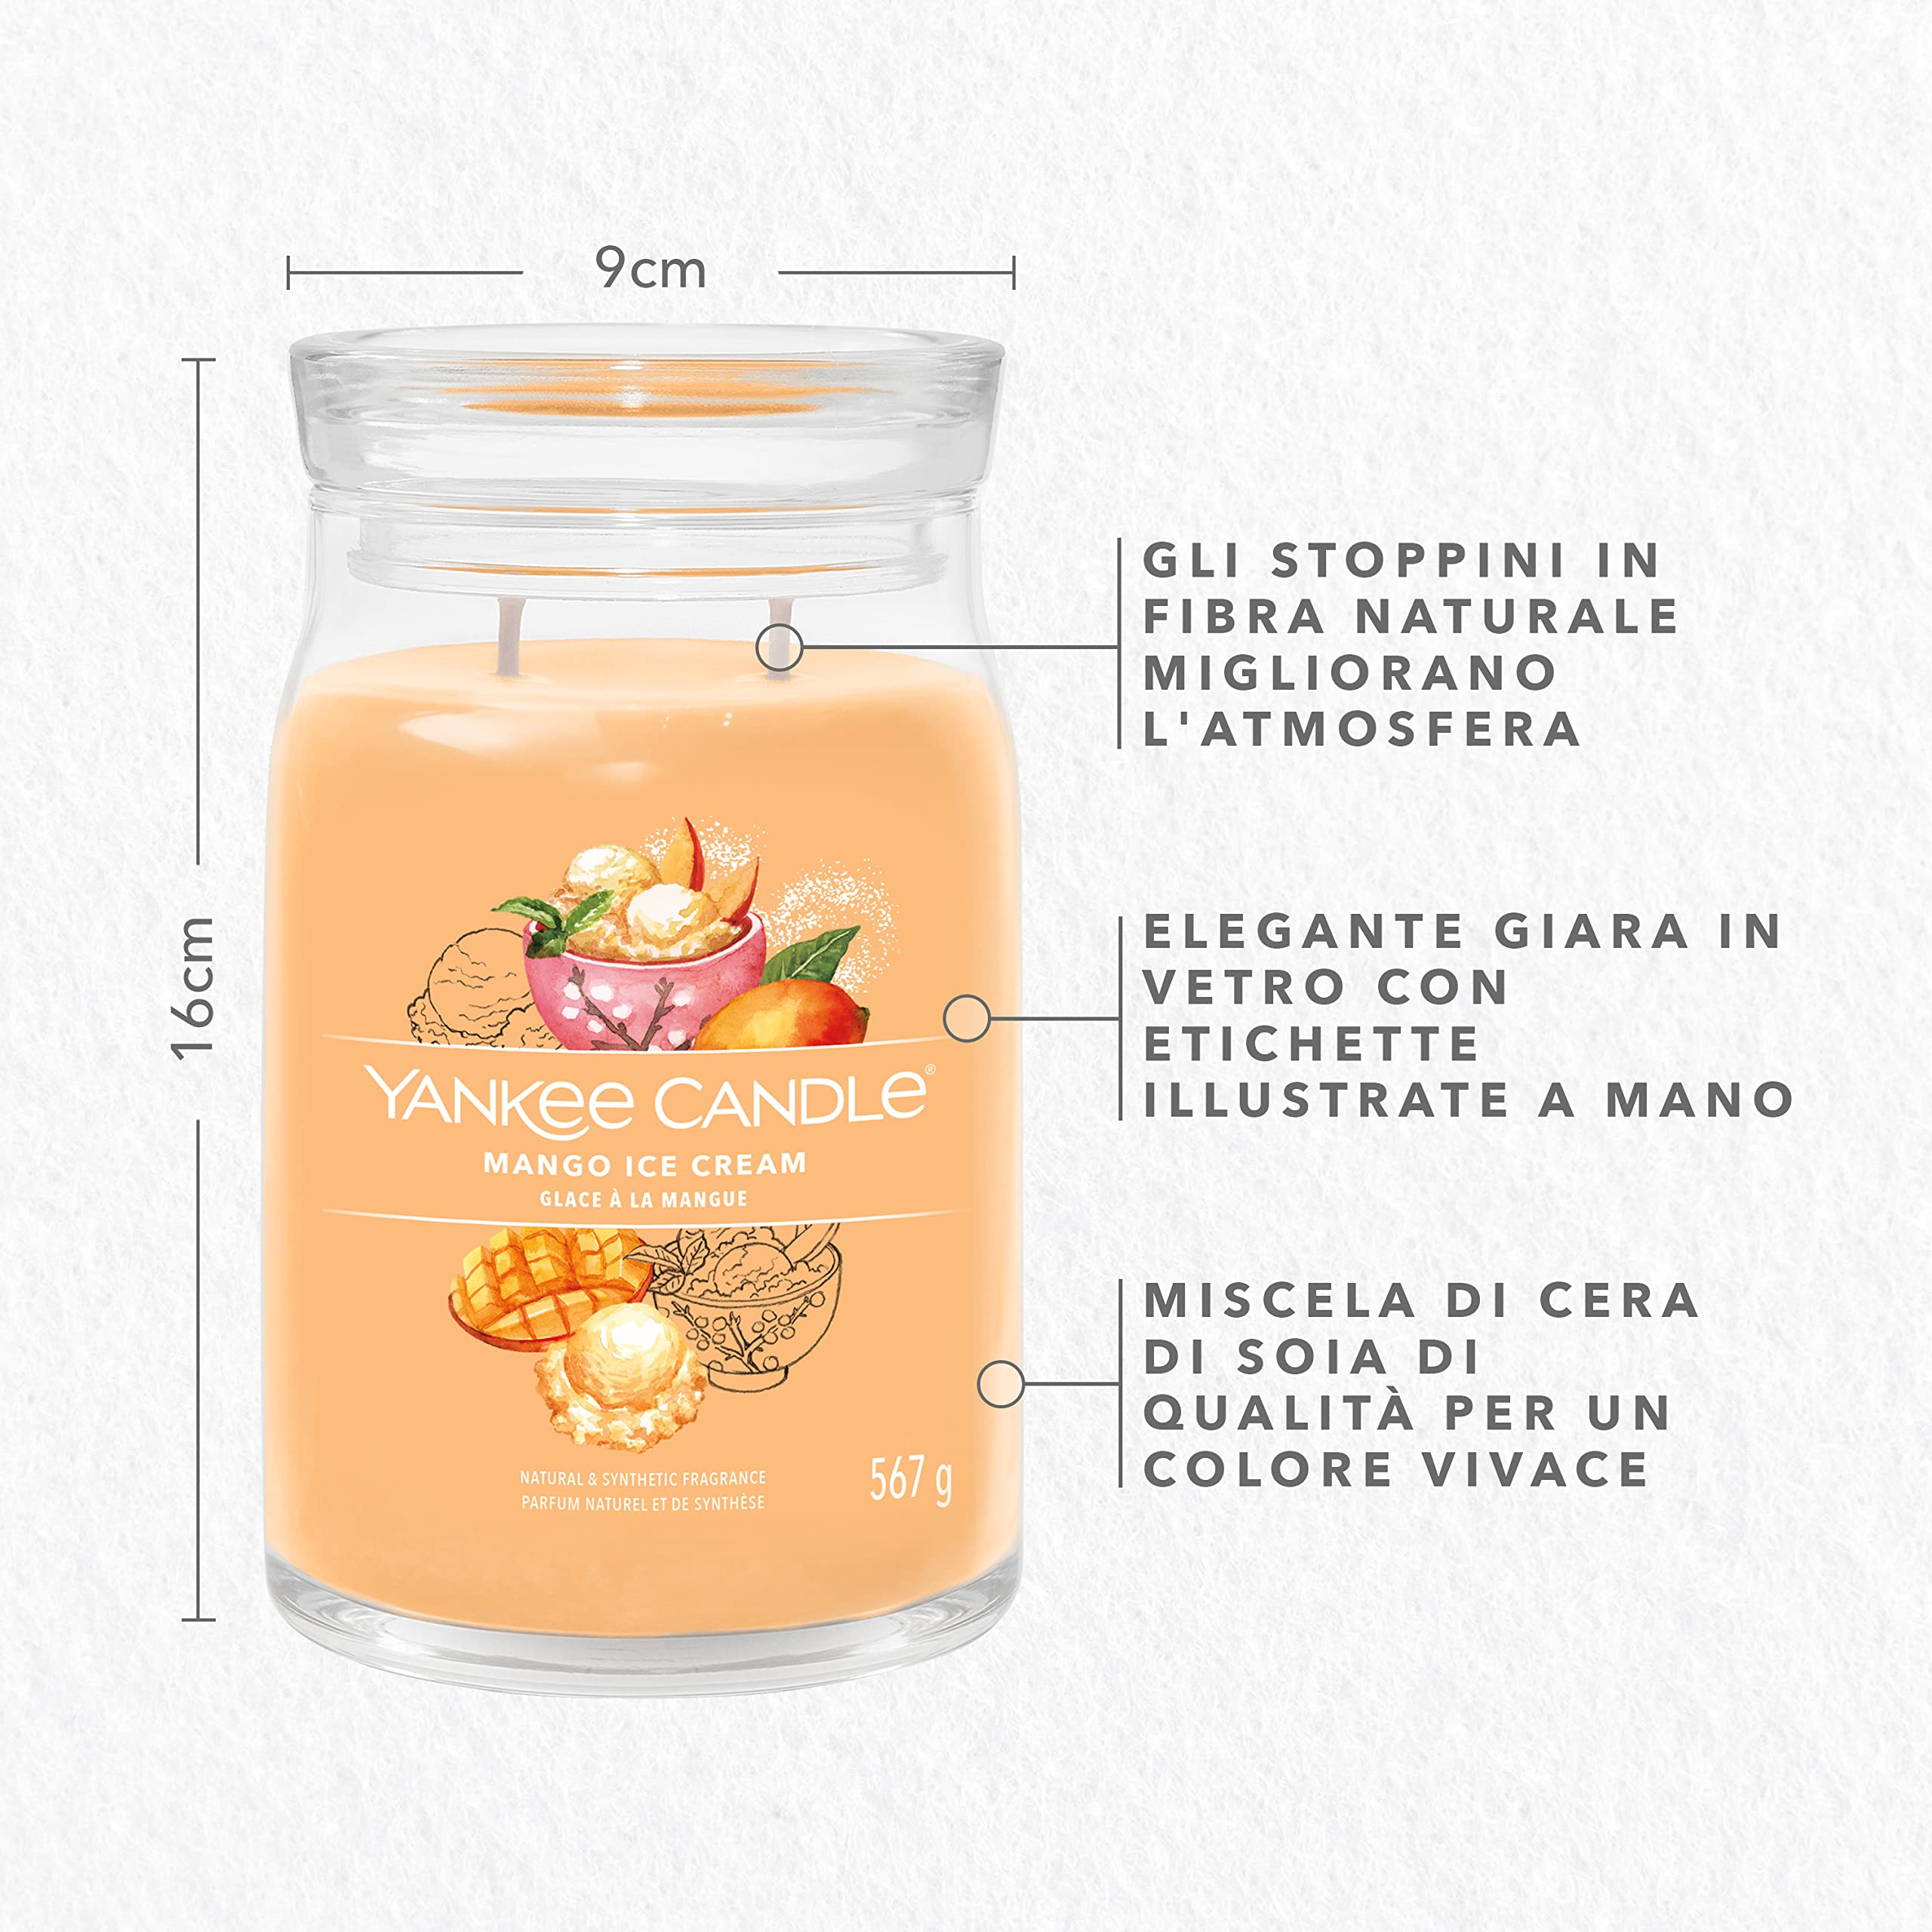 9cm
16cm
GLI STOPPINI IN
FIBRA NATURALE
MIGLIORANO
L'ATMOSFERA
ELEGANTE GIARA IN
VETRO CON
ETICHETTE
ILLUSTRATE A MANO
MISCELA DI CERA
DI SOIA DI
QUALITÀ PER UN
COLORE VIVACE
YANKEE CANDLE®
MANGO ICE CREAM
GLACE À LA MANGUE
NATURAL & SYNTHETIC FRAGRANCE
PARFUM NATUREL ET DE SYNTHÈSE
567 g